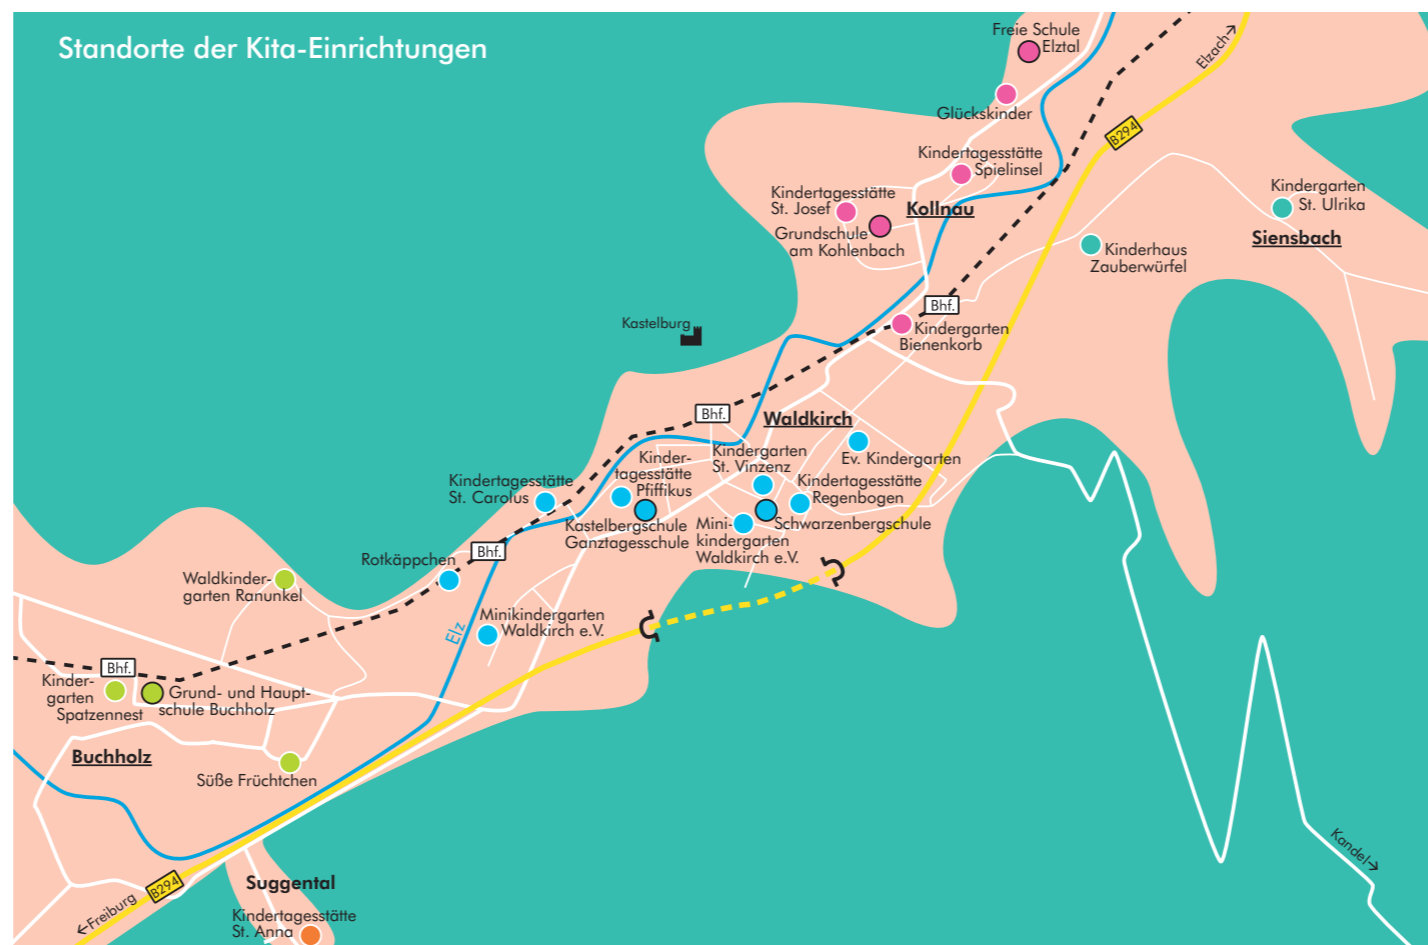 Standorte der Kita-Einrichtungen
Freie Schule
Elztal
Elzach→
Glückskinder
B294
Kindertagesstätte
Spielinsel
Kindertagesstätte
St. Josef
Kollnau
Grundschule
am Kohlenbach
Kindergarten
St. Ulrika
Siensbach
Kinderhaus
Zauberwürfel
Bhf.
Kastelburg
Kindergarten
Bienenkorb
Bhf.
Waldkirch
Kindergarten
St. Vinzenz
Ev. Kindergarten
Kinder-
tagesstätte
Pfiffikus
Kindertagesstätte
St. Carolus
Kindertagesstätte
Regenbogen
Kastelbergschule
Ganztagesschule
Mini-
kindergarten
Waldkirch e.V.
Schwarzenbergschule
Bhf.
Rotkäppchen
Waldkinder-
garten Ranunkel
Elz
Minikindergarten
Waldkirch e.V.
Bhf.
Kinder-
garten
Spatzennest
Grund- und Haupt-
schule Buchholz
Buchholz
Süße Früchtchen
Kandel→
B294
Suggental
←Freiburg
Kindertagesstätte
St. Anna